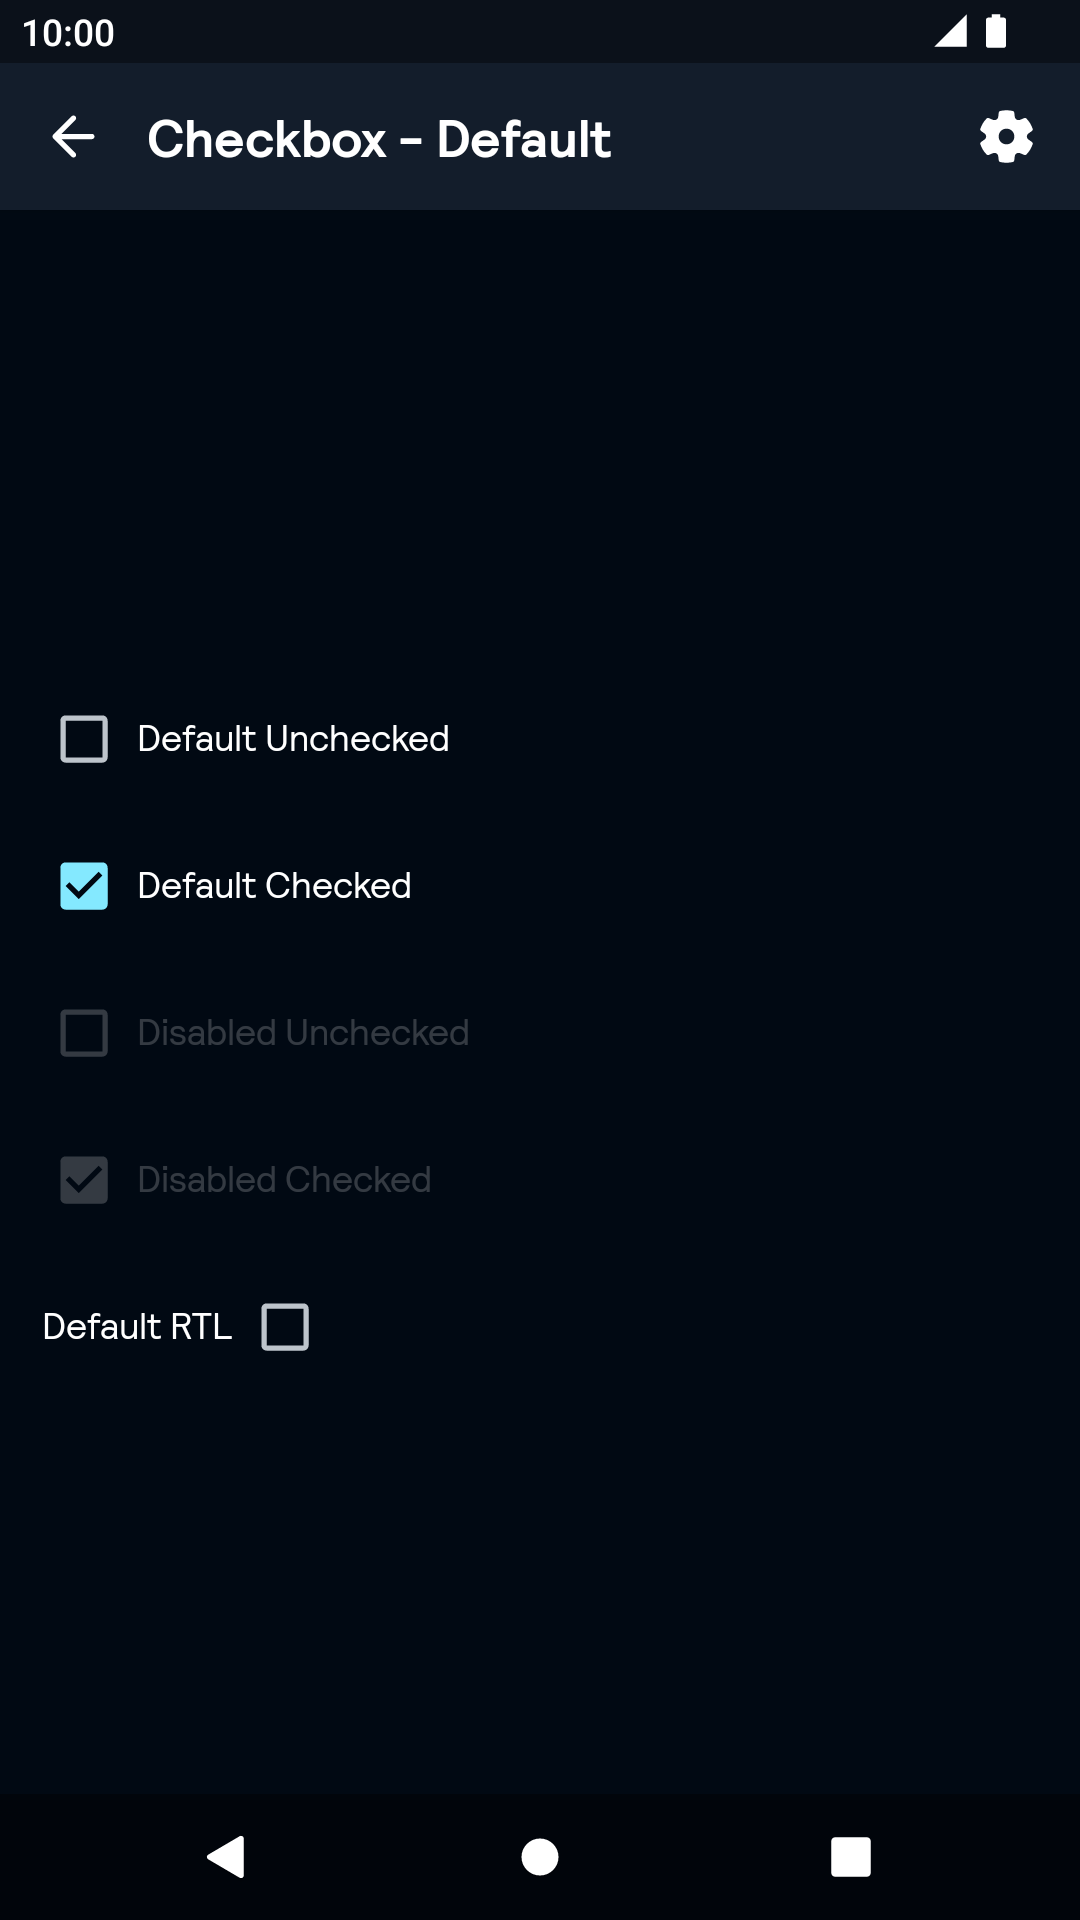 10:00
Checkbox - Default
Default Unchecked
Default Checked
Disabled Unchecked
Disabled Checked
Default RTL